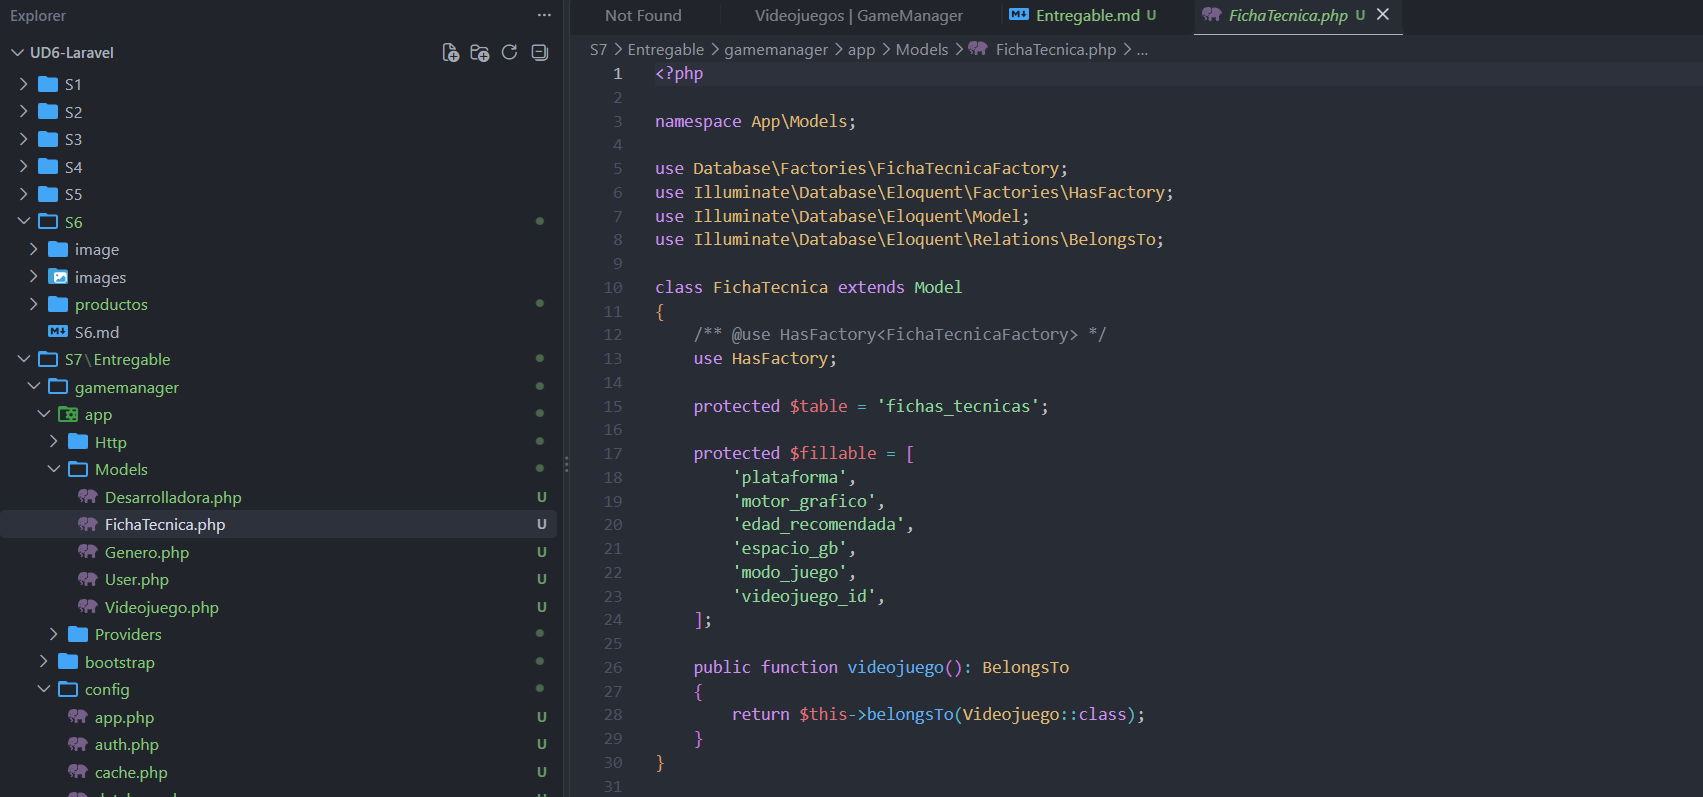 Explorer
UD6-Laravel
S1
S2
S3
S4
S5
S6
image
images
productos
S6.md
S7\Entregable
gamemanager
app
Http
Models
Desarrolladora.php U
FichaTecnica.php U
Genero.php U
User.php U
Videojuego.php U
Providers
bootstrap
config
app.php U
auth.php U
cache.php U
Not Found
Videojuegos | GameManager
Entregable.md U
FichaTecnica.php U
S7 > Entregable > gamemanager > app > Models > FichaTecnica.php > ...
1 <?php
2
3 namespace App\Models;
4
5 use Database\Factories\FichaTecnicaFactory;
6 use Illuminate\Database\Eloquent\Factories\HasFactory;
7 use Illuminate\Database\Eloquent\Model;
8 use Illuminate\Database\Eloquent\Relations\BelongsTo;
9
10 class FichaTecnica extends Model
11 {
12 /** @use HasFactory<FichaTecnicaFactory> */
13 use HasFactory;
14
15 protected $table = 'fichas_tecnicas';
16
17 protected $fillable = [
18 'plataforma',
19 'motor_grafico',
20 'edad_recomendada',
21 'espacio_gb',
22 'modo_juego',
23 'videojuego_id',
24 ];
25
26 public function videojuego(): BelongsTo
27 {
28 return $this->belongsTo(Videojuego::class);
29 }
30 }
31